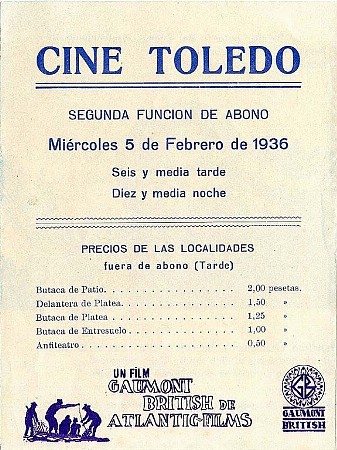 CINE TOLEDO
SEGUNDA FUNCION DE ABONO
Miércoles 5 de Febrero de 1936
Seis y media tarde
Diez y media noche
PRECIOS DE LAS LOCALIDADES
fuera de abono (Tarde)
Butaca de Patio. . . . . . . . . . . . . . 2,00 pesetas.
Delantera de Platea. . . . . . . . . . . . 1,50 »
Butaca de Platea . . . . . . . . . . . . . 1,25 »
Butaca de Entresuelo . . . . . . . . . . . 1,00 »
Anfiteatro . . . . . . . . . . . . . . . . 0,50 »
UN FILM
GAUMONT
BRITISH DE
ATLANTIC-FILMS
GB
GAUMONT
BRITISH